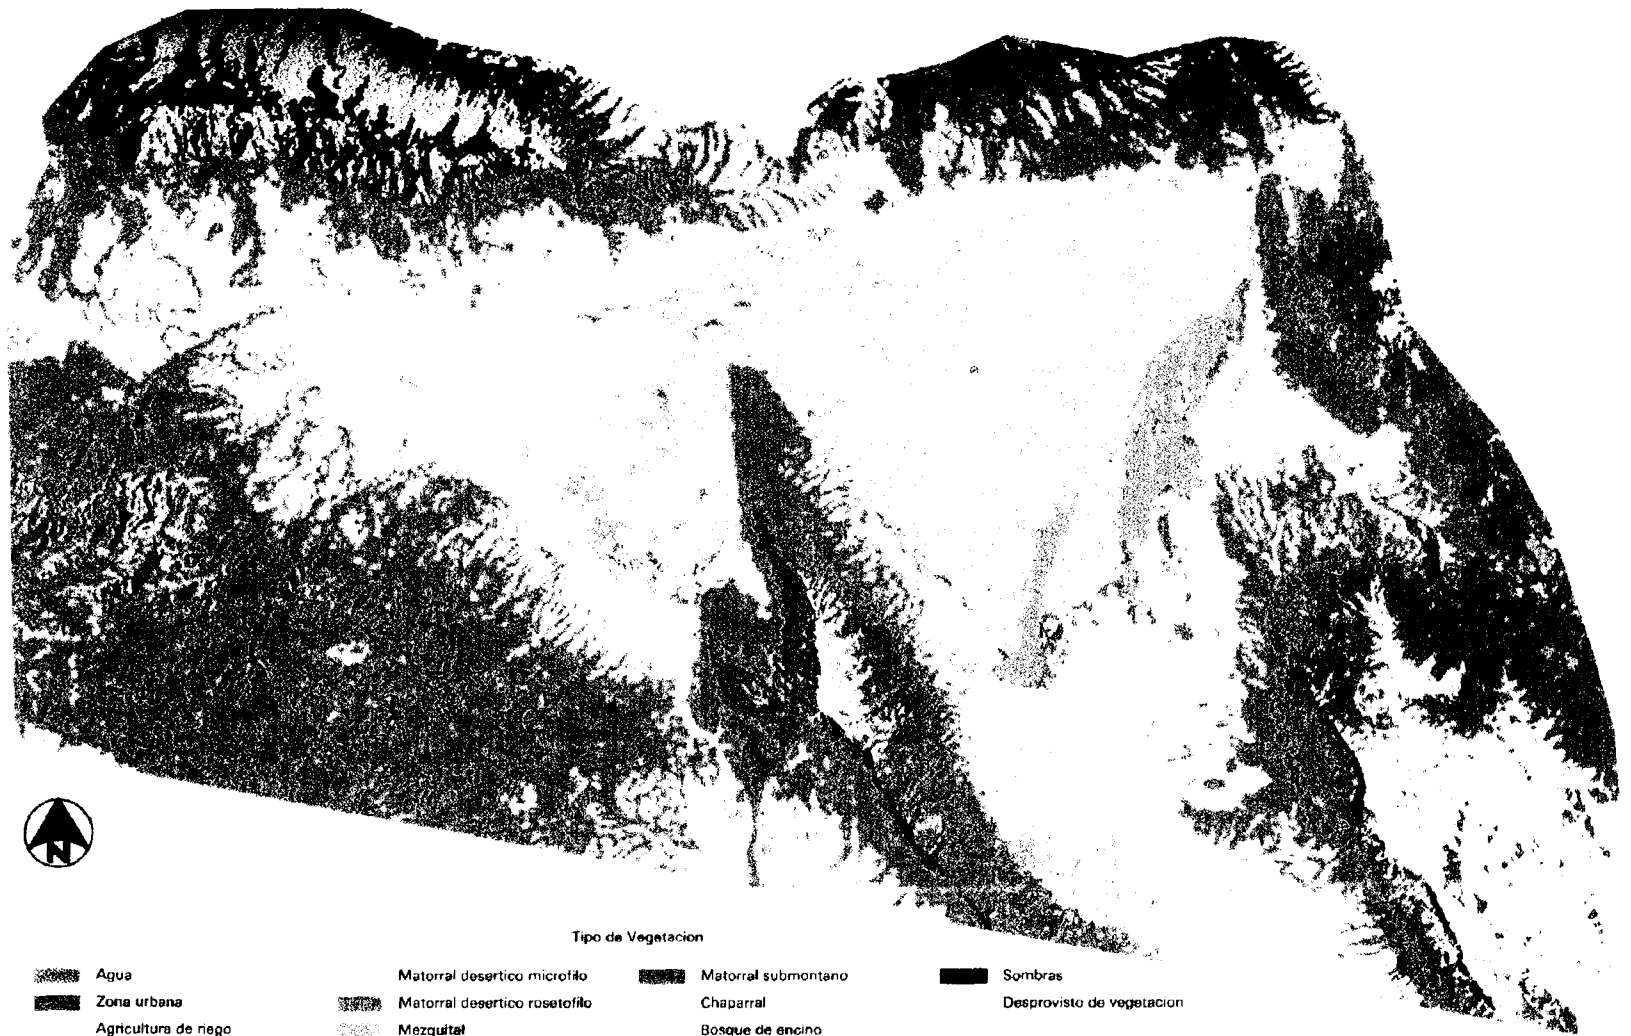 N
Tipo de Vegetacion
Agua
Matorral desertico microfilo
Matorral submontano
Sombras
Zona urbana
Matorral desertico rosetofilo
Chaparral
Desprovisto de vegetacion
Agricultura de riego
Mezquital
Bosque de encino